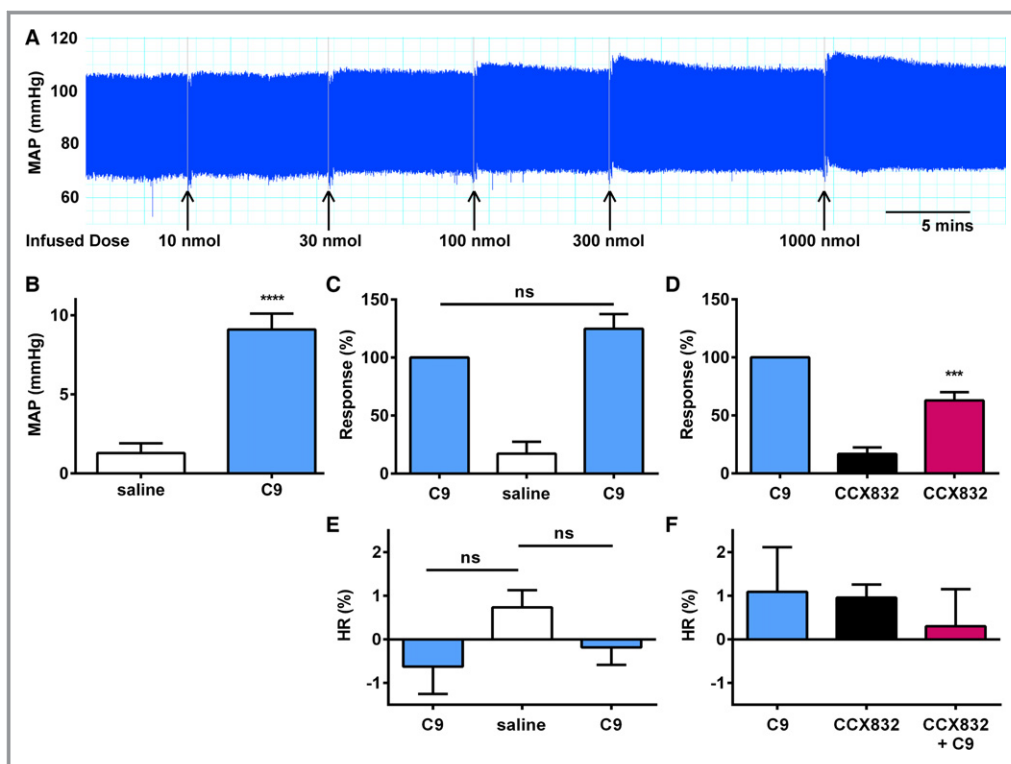 A
120
100
80
60
MAP (mmHg)
5 mins
Infused Dose 10 nmol 30 nmol 100 nmol 300 nmol 1000 nmol
B
MAP (mmHg)
10
5
0
****
saline C9
C
Response (%)
150
100
50
0
ns
C9 saline C9
D
Response (%)
150
100
50
0
***
C9 CCX832 CCX832
E
HR (%)
2
1
0
-1
ns
ns
C9 saline C9
F
HR (%)
2
1
0
-1
C9 CCX832 CCX832
+ C9